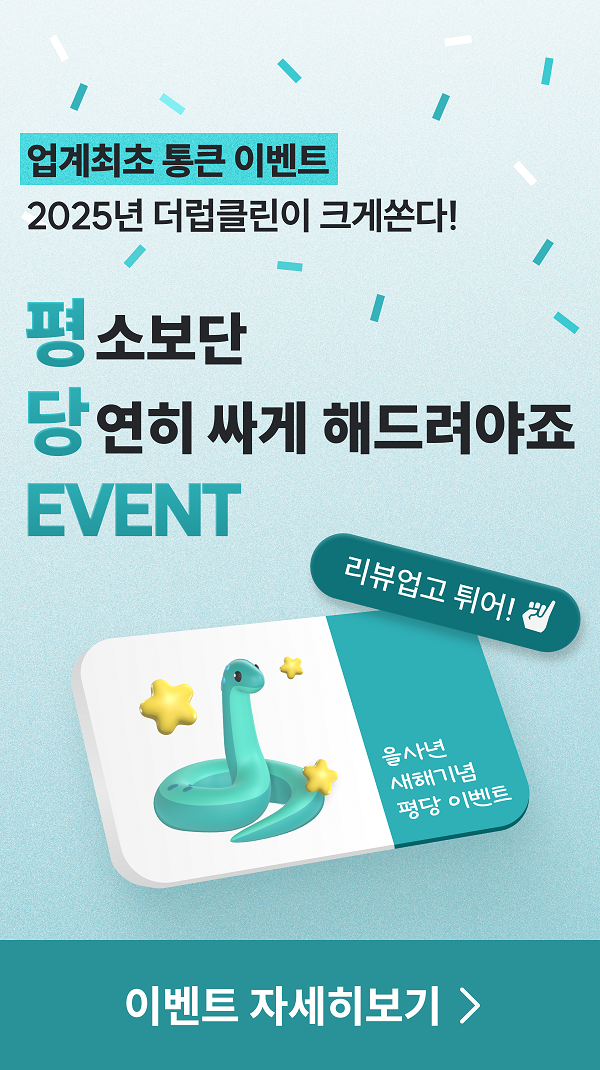 업계최초 통큰 이벤트
2025년 더럽클린이 크게쏜다!
평소보단
당연히 싸게 해드려야죠
EVENT
리뷰업고 튀어!
을사년
새해기념
평당 이벤트
이벤트 자세히보기 >